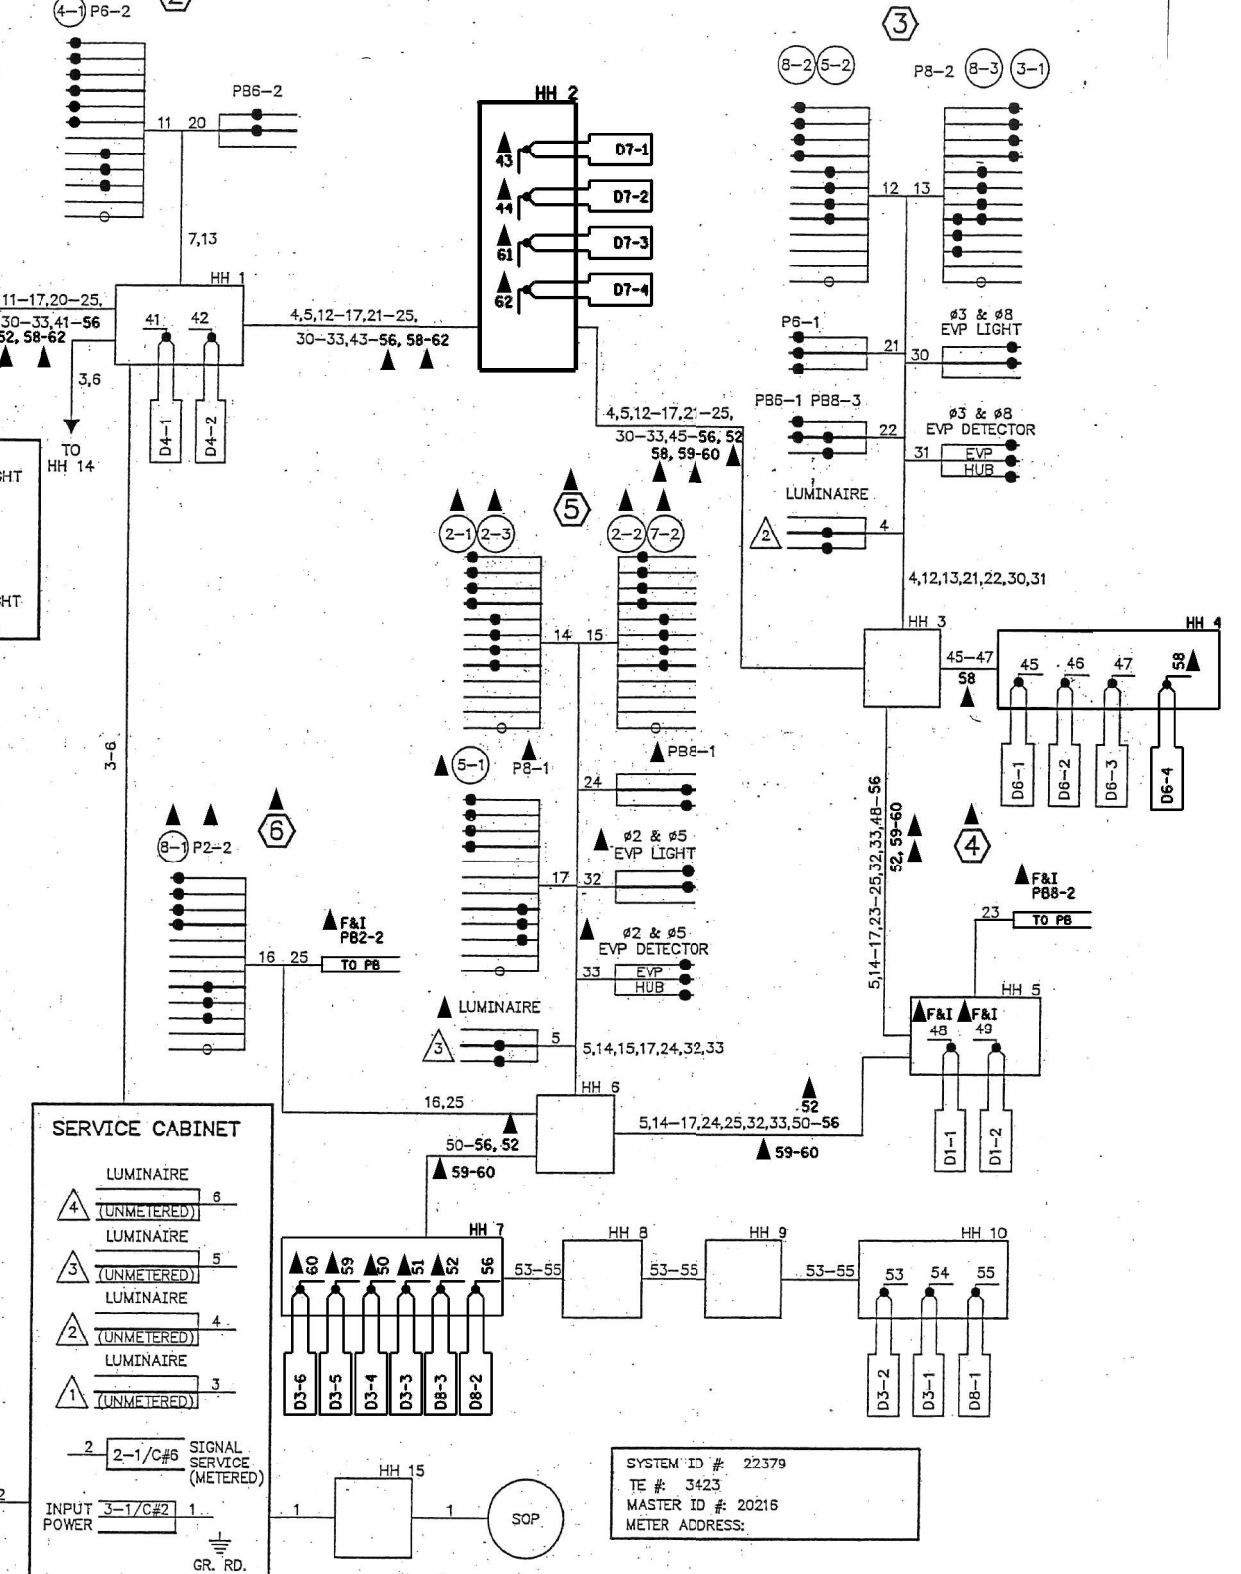 4-1 P6-2
2
3
8-2 5-2
P8-2 8-3 3-1
PB6-2
HH 2
11 20
43 D7-1
44 D7-2
61 D7-3
62 D7-4
12 13
7,13
HH 1
11-17,20-25,
30-33,41-56
52, 58-62
41 42
4,5,12-17,21-25,
30-33,43-56, 58-62
3,6
D4-1 D4-2
TO
HH 14
P6-1
21
ø3 & ø8
EVP LIGHT
30
PB6-1 PB8-3
22
ø3 & ø8
EVP DETECTOR
31 EVP
HUB
4,5,12-17,21-25,
30-33,45-56, 52
58, 59-60
LUMINAIRE
2 4
HT
HT
5
2-1 2-3
2-2 7-2
4,12,13,21,22,30,31
HH 3
HH 4
14 15
45-47
58
45 46 47 58
D6-1 D6-2 D6-3 D6-4
3-6
5-1 P8-1
PB8-1
24
5,14-17,23-25,32,33,48-56
52, 59-60
4
6
8-1 P2-2
ø2 & ø5
EVP LIGHT
17 32
F&I
PB8-2
23 TO PB
F&I
PB2-2
16 25 TO PB
ø2 & ø5
EVP DETECTOR
33 EVP
HUB
HH 5
F&I F&I
48 49
D1-1 D1-2
LUMINAIRE
3 5
5,14,15,17,24,32,33
HH 6
16,25
52
5,14-17,24,25,32,33,50-56
59-60
50-56, 52
59-60
SERVICE CABINET
LUMINAIRE
4 (UNMETERED) 6
LUMINAIRE
3 (UNMETERED) 5
LUMINAIRE
2 (UNMETERED) 4
LUMINAIRE
1 (UNMETERED) 3
HH 7
HH 8
HH 9
HH 10
60 59 50 51 52 56
53-55
53-55
53-55
53 54 55
D3-6 D3-5 D3-4 D3-3 D8-3 D8-2
D3-2 D3-1 D8-1
2 2-1/C#6 SIGNAL
SERVICE
(METERED)
2
INPUT
POWER
3-1/C#2 1
GR. RD.
1
HH 15
1
SOP
SYSTEM ID #: 22379
TE #: 3423
MASTER ID #: 20216
METER ADDRESS: